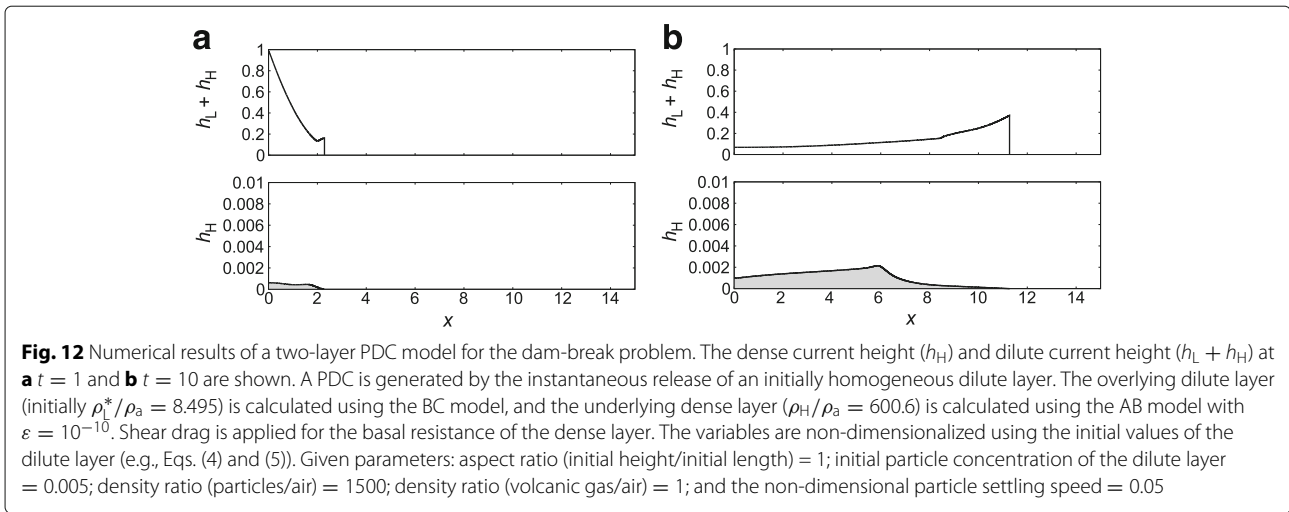 a
b
1
0.8
0.6
0.4
0.2
0
h_L + h_H
1
0.8
0.6
0.4
0.2
0
h_L + h_H
0.01
0.008
0.006
0.004
0.002
0
h_H
0 2 4 6 8 10 12 14
x
0.01
0.008
0.006
0.004
0.002
0
h_H
0 2 4 6 8 10 12 14
x
Fig. 12 Numerical results of a two-layer PDC model for the dam-break problem. The dense current height (h_H) and dilute current height (h_L + h_H) at
a t = 1 and b t = 10 are shown. A PDC is generated by the instantaneous release of an initially homogeneous dilute layer. The overlying dilute layer
(initially ρ_L^*/ρ_a = 8.495) is calculated using the BC model, and the underlying dense layer (ρ_H/ρ_a = 600.6) is calculated using the AB model with
ε = 10^−10. Shear drag is applied for the basal resistance of the dense layer. The variables are non-dimensionalized using the initial values of the
dilute layer (e.g., Eqs. (4) and (5)). Given parameters: aspect ratio (initial height/initial length) = 1; initial particle concentration of the dilute layer
= 0.005; density ratio (particles/air) = 1500; density ratio (volcanic gas/air) = 1; and the non-dimensional particle settling speed = 0.05